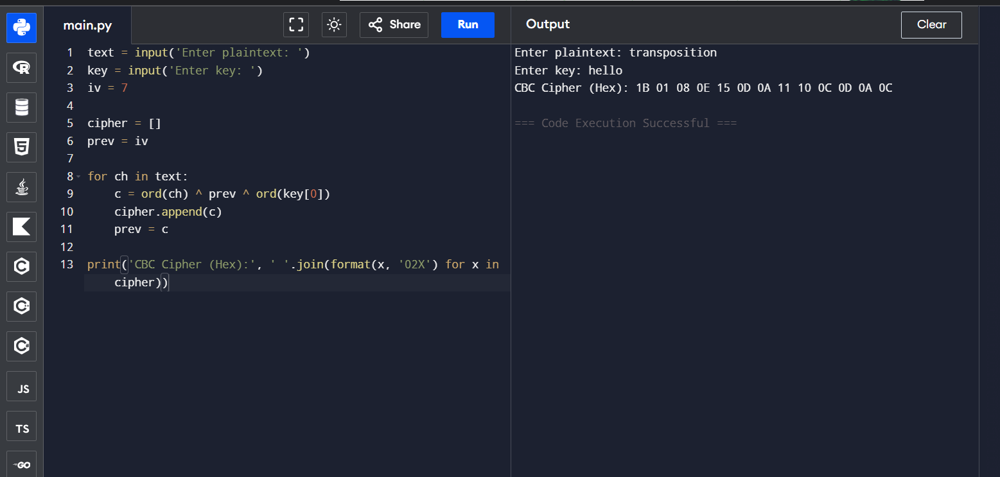 main.py
Share
Run
Output
Clear
1 text = input('Enter plaintext: ')
2 key = input('Enter key: ')
3 iv = 7
4
5 cipher = []
6 prev = iv
7
8 for ch in text:
9     c = ord(ch) ^ prev ^ ord(key[0])
10     cipher.append(c)
11     prev = c
12
13 print('CBC Cipher (Hex):', ' '.join(format(x, '02X') for x in
    cipher))
Enter plaintext: transposition
Enter key: hello
CBC Cipher (Hex): 1B 01 08 0E 15 0D 0A 11 10 0C 0D 0A 0C
=== Code Execution Successful ===
R
5
C
C++
C#
JS
TS
GO